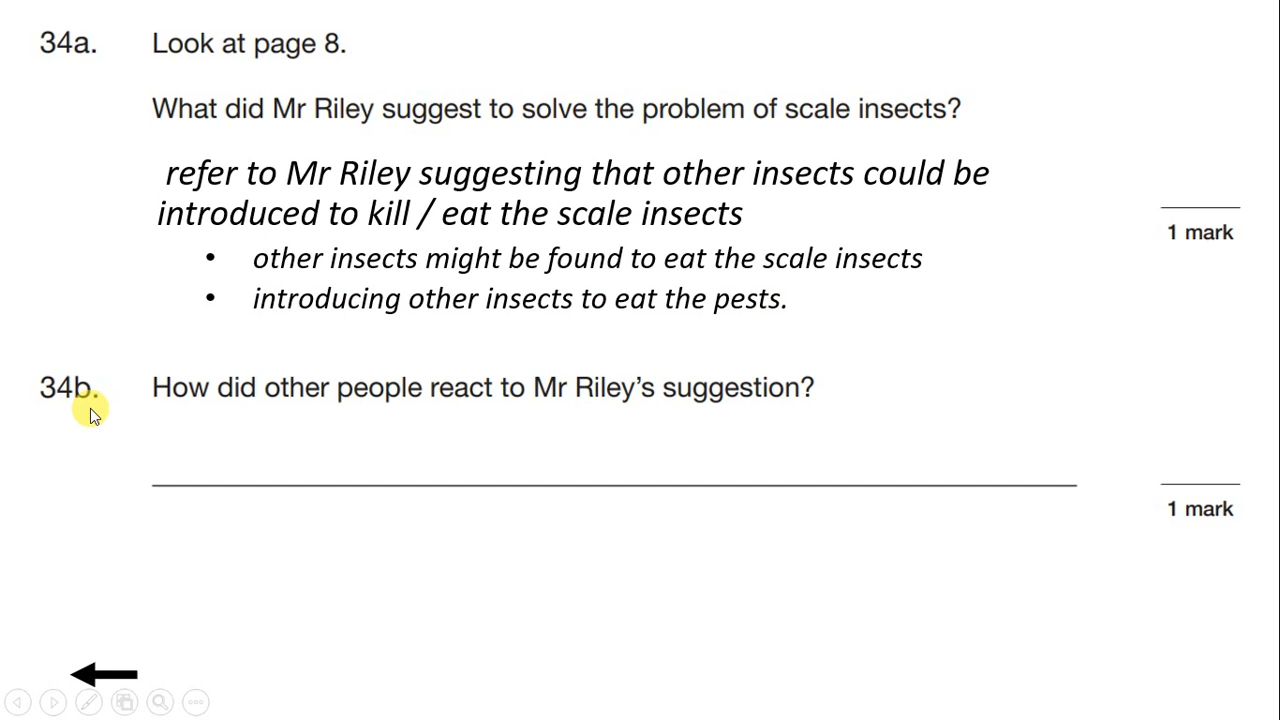 34a. Look at page 8.
What did Mr Riley suggest to solve the problem of scale insects?
refer to Mr Riley suggesting that other insects could be
introduced to kill / eat the scale insects
1 mark
• other insects might be found to eat the scale insects
• introducing other insects to eat the pests.
34b. How did other people react to Mr Riley’s suggestion?
1 mark